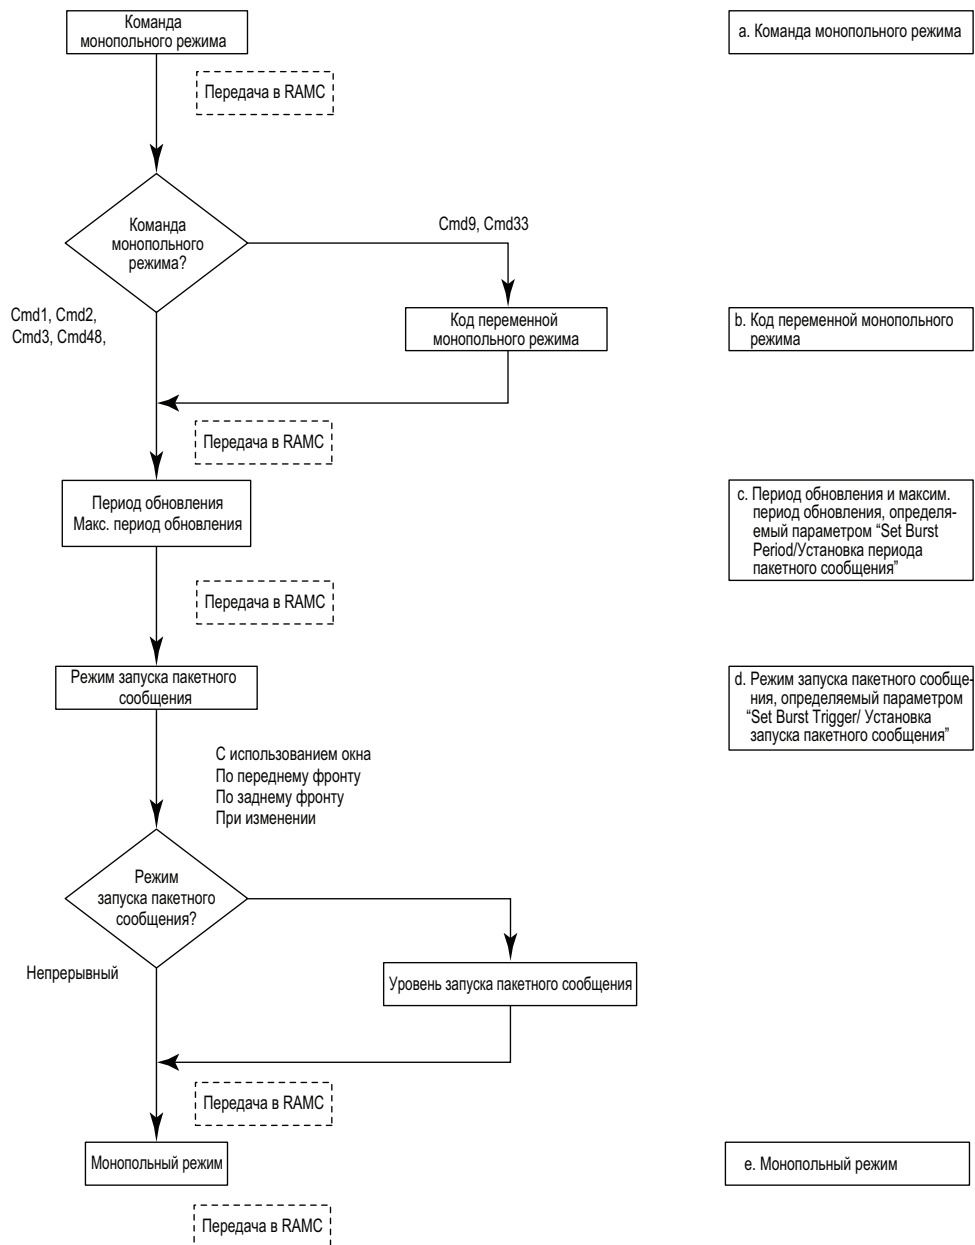 Команда
монопольного режима
a. Команда монопольного режима
Передача в RAMC
Команда
монопольного
режима?
Cmd9, Cmd33
Cmd1, Cmd2,
Cmd3, Cmd48,
Код переменной
монопольного режима
b. Код переменной монопольного
режима
Передача в RAMC
Период обновления
Макс. период обновления
c. Период обновления и максим.
период обновления, определя-
емый параметром “Set Burst
Period/Установка периода
пакетного сообщения”
Передача в RAMC
Режим запуска пакетного
сообщения
d. Режим запуска пакетного сообще-
ния, определяемый параметром
“Set Burst Trigger/ Установка
запуска пакетного сообщения”
С использованием окна
По переднему фронту
По заднему фронту
При изменении
Режим
запуска пакетного
сообщения?
Непрерывный
Уровень запуска пакетного сообщения
Передача в RAMC
Монопольный режим
e. Монопольный режим
Передача в RAMC